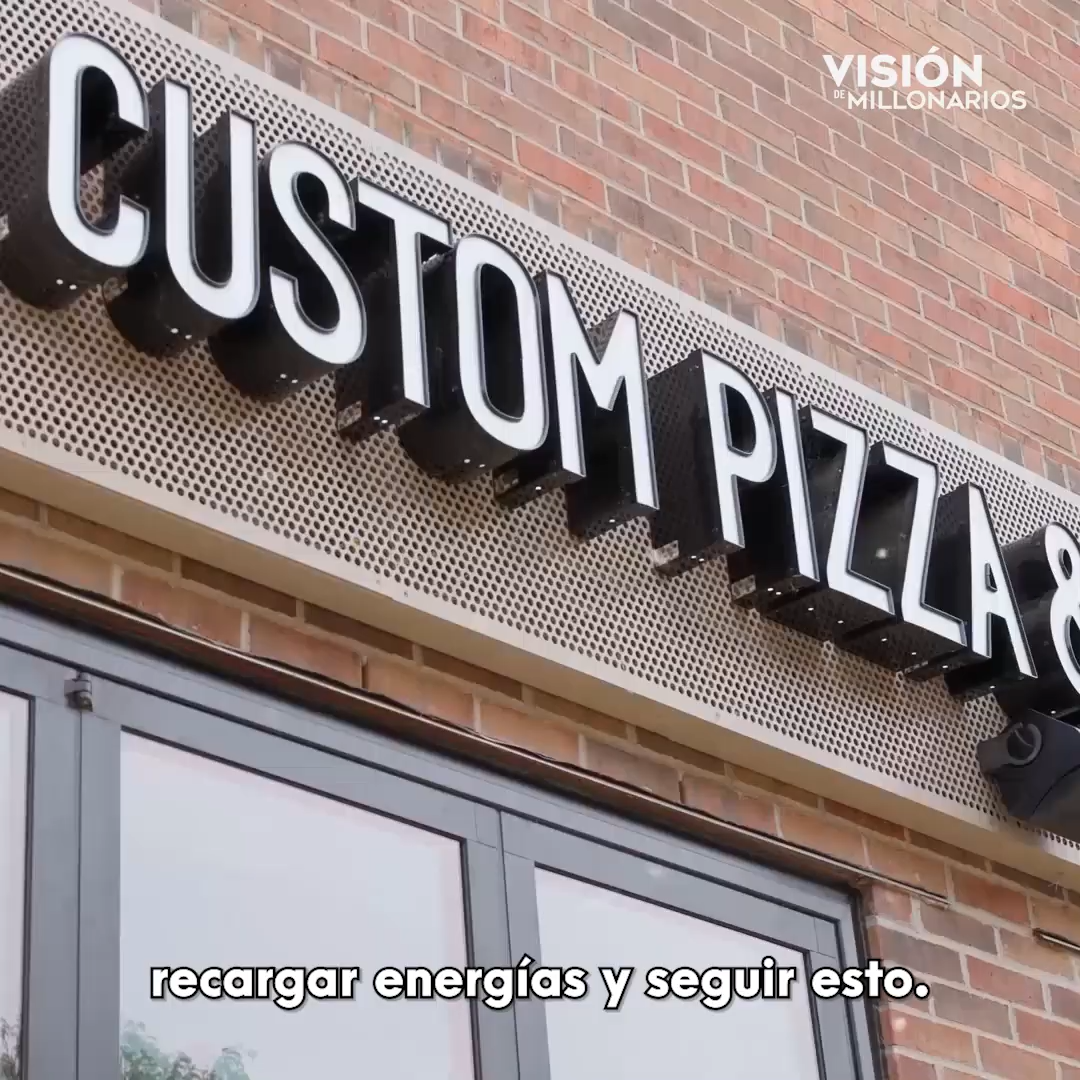 VISIÓN
DE MILLONARIOS
CUSTOM PIZZA &
recargar energías y seguir esto.